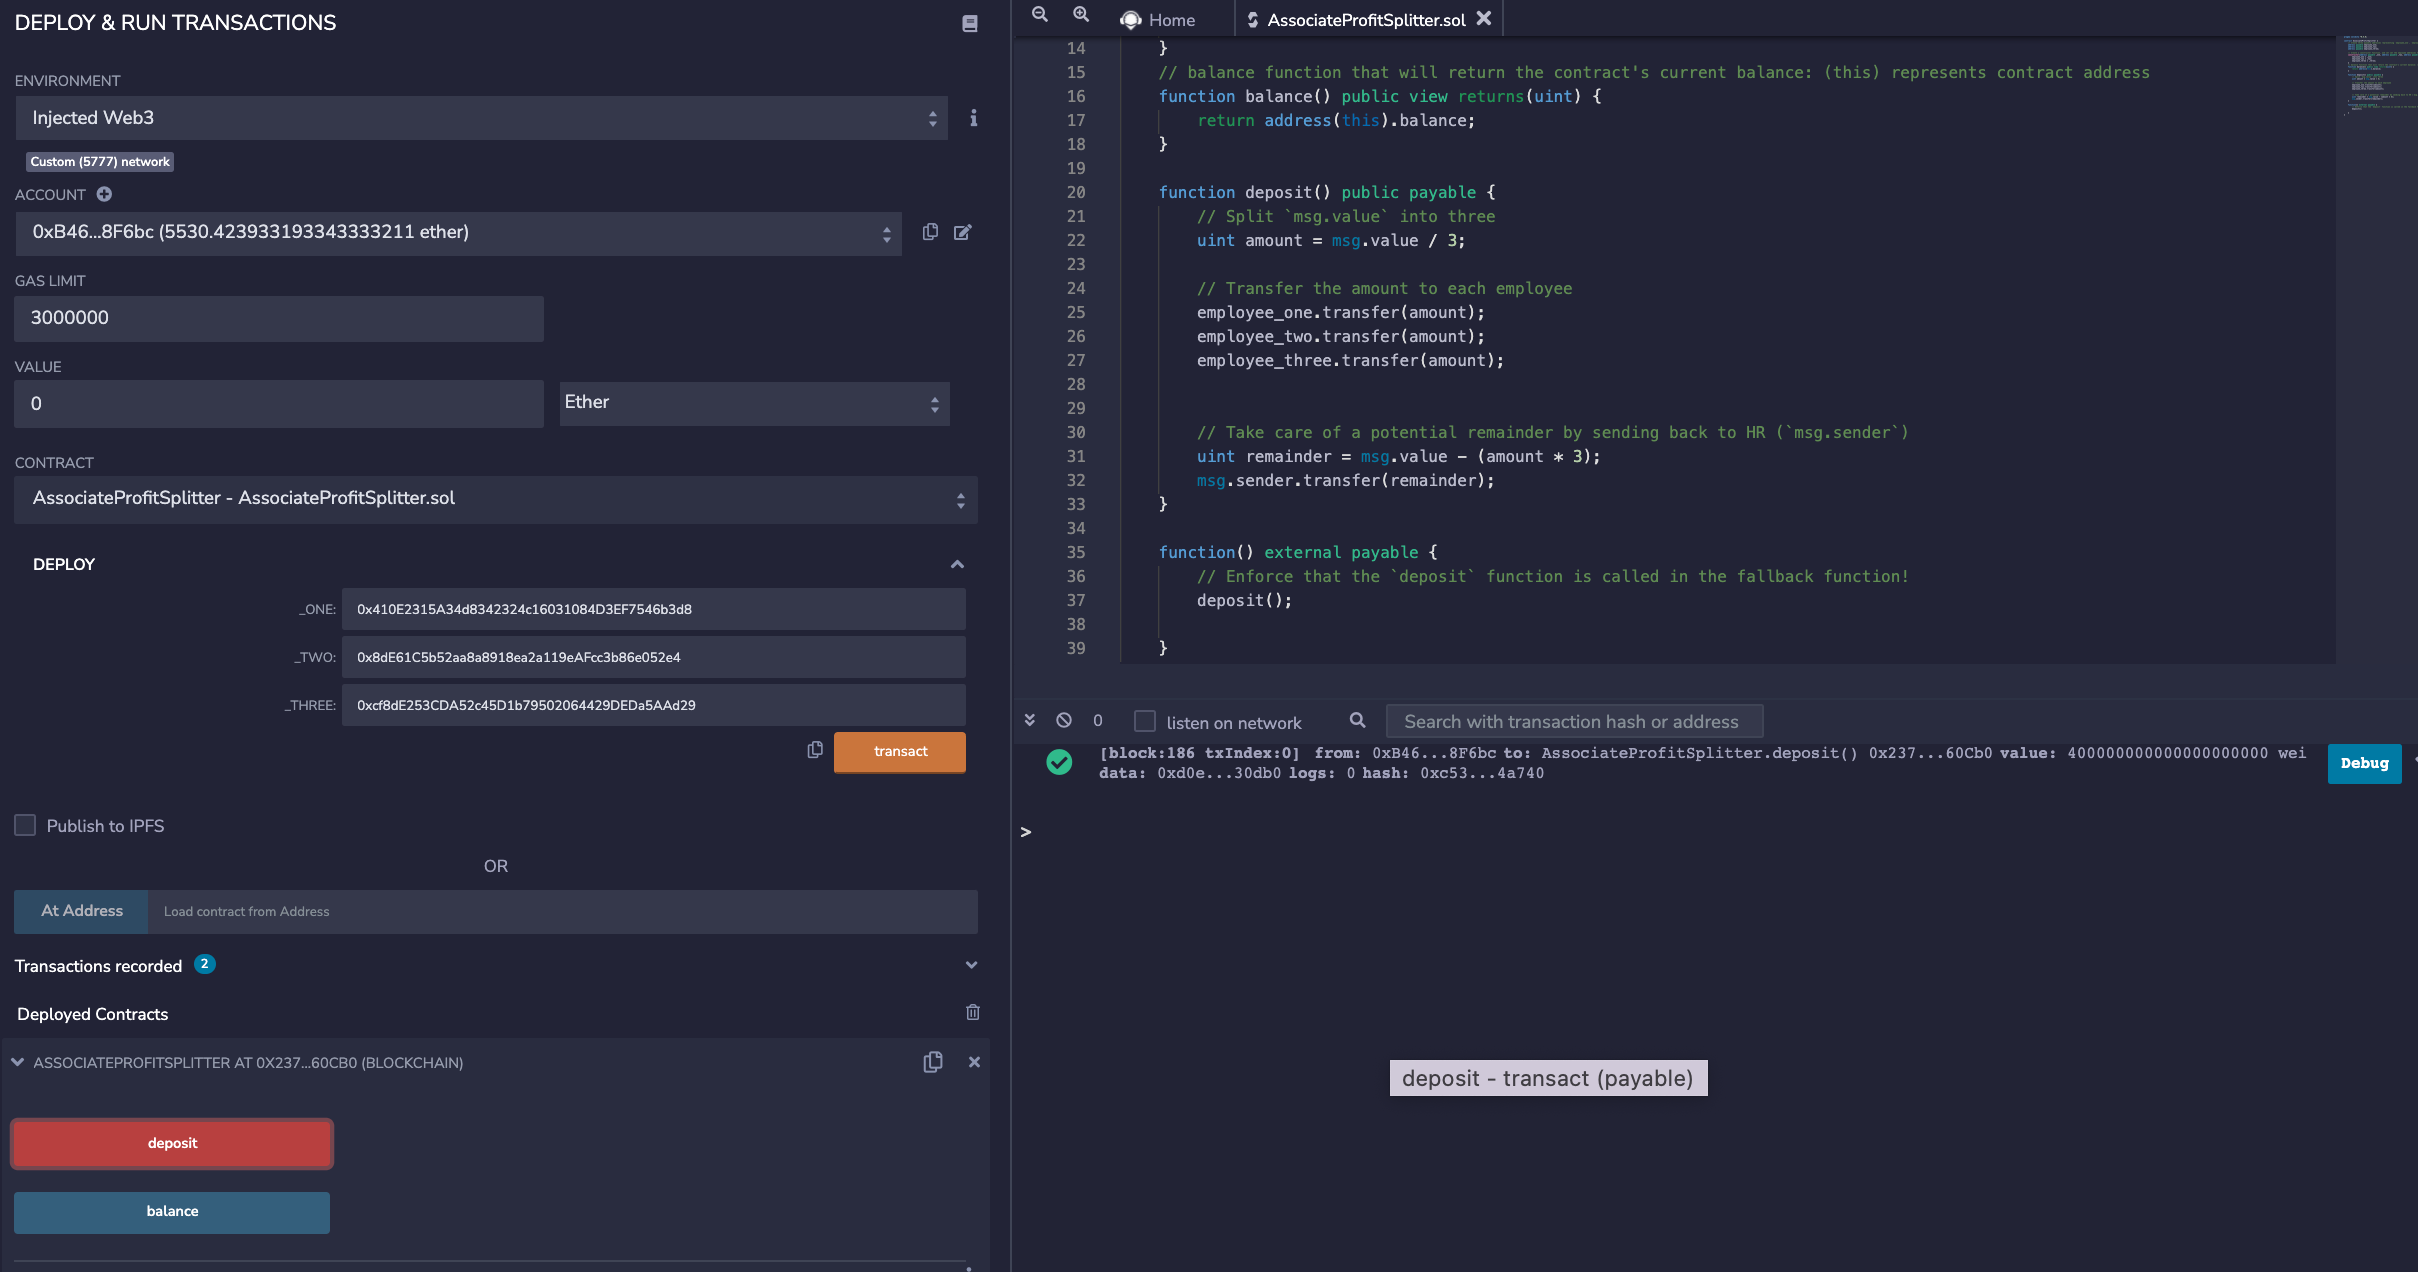 DEPLOY & RUN TRANSACTIONS
ENVIRONMENT
Injected Web3
Custom (5777) network
ACCOUNT
0xB46...8F6bc (5530.423933193343333211 ether)
GAS LIMIT
3000000
VALUE
0
Ether
CONTRACT
AssociateProfitSplitter - AssociateProfitSplitter.sol
DEPLOY
_ONE: 0x410E2315A34d8342324c16031084D3EF7546b3d8
_TWO: 0x8dE61C5b52aa8a8918ea2a119eAFcc3b86e052e4
_THREE: 0xcf8dE253CDA52c45D1b79502064429DEDa5AAd29
transact
Publish to IPFS
OR
At Address Load contract from Address
Transactions recorded 2
Deployed Contracts
ASSOCIATEPROFITSPLITTER AT 0X237...60CB0 (BLOCKCHAIN)
deposit
balance
Home AssociateProfitSplitter.sol
14 }
15 // balance function that will return the contract's current balance: (this) represents contract address
16 function balance() public view returns(uint) {
17 return address(this).balance;
18 }
19
20 function deposit() public payable {
21 // Split `msg.value` into three
22 uint amount = msg.value / 3;
23
24 // Transfer the amount to each employee
25 employee_one.transfer(amount);
26 employee_two.transfer(amount);
27 employee_three.transfer(amount);
28
29
30 // Take care of a potential remainder by sending back to HR (`msg.sender`)
31 uint remainder = msg.value - (amount * 3);
32 msg.sender.transfer(remainder);
33 }
34
35 function() external payable {
36 // Enforce that the `deposit` function is called in the fallback function!
37 deposit();
38
39 }
0 listen on network Search with transaction hash or address
[block:186 txIndex:0] from: 0xB46...8F6bc to: AssociateProfitSplitter.deposit() 0x237...60Cb0 value: 400000000000000000000 wei
data: 0xd0e...30db0 logs: 0 hash: 0xc53...4a740
Debug
>
deposit - transact (payable)